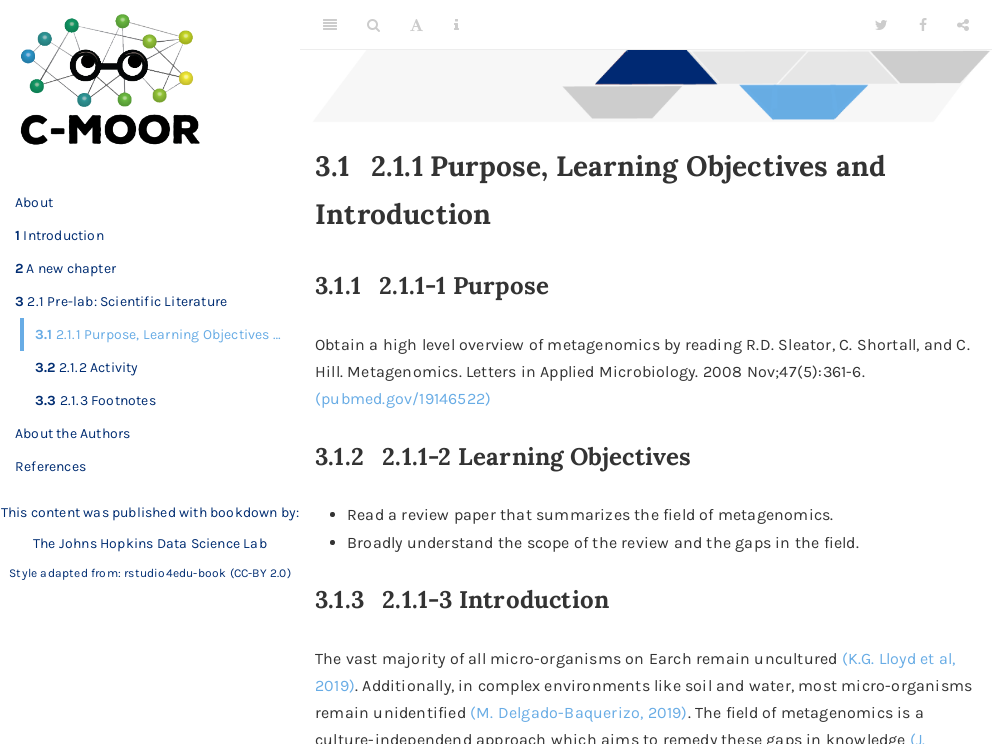 C-MOOR
About
1 Introduction
2 A new chapter
3 2.1 Pre-lab: Scientific Literature
3.1 2.1.1 Purpose, Learning Objectives ...
3.2 2.1.2 Activity
3.3 2.1.3 Footnotes
About the Authors
References
This content was published with bookdown by:
The Johns Hopkins Data Science Lab
Style adapted from: rstudio4edu-book (CC-BY 2.0)
3.1 2.1.1 Purpose, Learning Objectives and
Introduction
3.1.1 2.1.1-1 Purpose
Obtain a high level overview of metagenomics by reading R.D. Sleator, C. Shortall, and C.
Hill. Metagenomics. Letters in Applied Microbiology. 2008 Nov;47(5):361-6.
(pubmed.gov/19146522)
3.1.2 2.1.1-2 Learning Objectives
• Read a review paper that summarizes the field of metagenomics.
• Broadly understand the scope of the review and the gaps in the field.
3.1.3 2.1.1-3 Introduction
The vast majority of all micro-organisms on Earch remain uncultured (K.G. Lloyd et al,
2019). Additionally, in complex environments like soil and water, most micro-organisms
remain unidentified (M. Delgado-Baquerizo, 2019). The field of metagenomics is a
culture-independend approach which aims to remedy these gaps in knowledge (J.